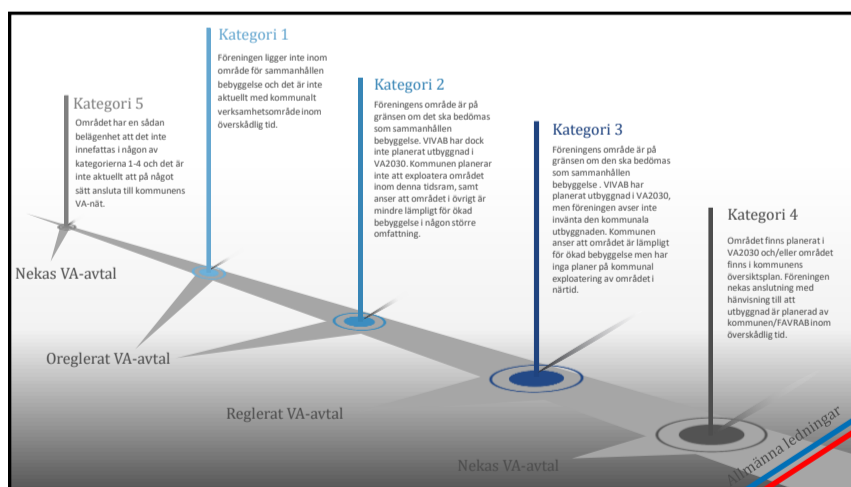 Kategori 5
Området har en sådan
belägenhet att det inte
innefattas i någon av
kategorierna 1-4 och det är
inte aktuellt att på något
sätt ansluta till kommunens
VA-nät.
Nekas VA-avtal
Kategori 1
Föreningen ligger inte inom
område för sammanhållen
bebyggelse och det är inte
aktuellt med kommunalt
verksamhetsområde inom
överskådlig tid.
Oreglerat VA-avtal
Kategori 2
Föreningens område är på
gränsen om det ska bedömas
som sammanhållen
bebyggelse. VIVAB har dock
inte planerat utbyggnad i
VA2030. Kommunen planerar
inte att exploatera området
inom denna tidsram, samt
anser att området i övrigt är
mindre lämpligt för ökad
bebyggelse i någon större
omfattning.
Reglerat VA-avtal
Kategori 3
Föreningens område är på
gränsen om den ska bedömas
som sammanhållen
bebyggelse . VIVAB har
planerat utbyggnad i VA2030,
men föreningen avser inte
invänta den kommunala
utbyggnaden. Kommunen
anser att området är lämpligt
för ökad bebyggelse men har
inga planer på kommunal
exploatering av området i
närtid.
Kategori 4
Området finns planerat i
VA2030 och/eller området
finns i kommunens
översiktsplan. Föreningen
nekas anslutning med
hänvisning till att
utbyggnad är planerad av
kommunen/FAVRAB inom
överskådlig tid.
Nekas VA-avtal
Allmänna ledningar